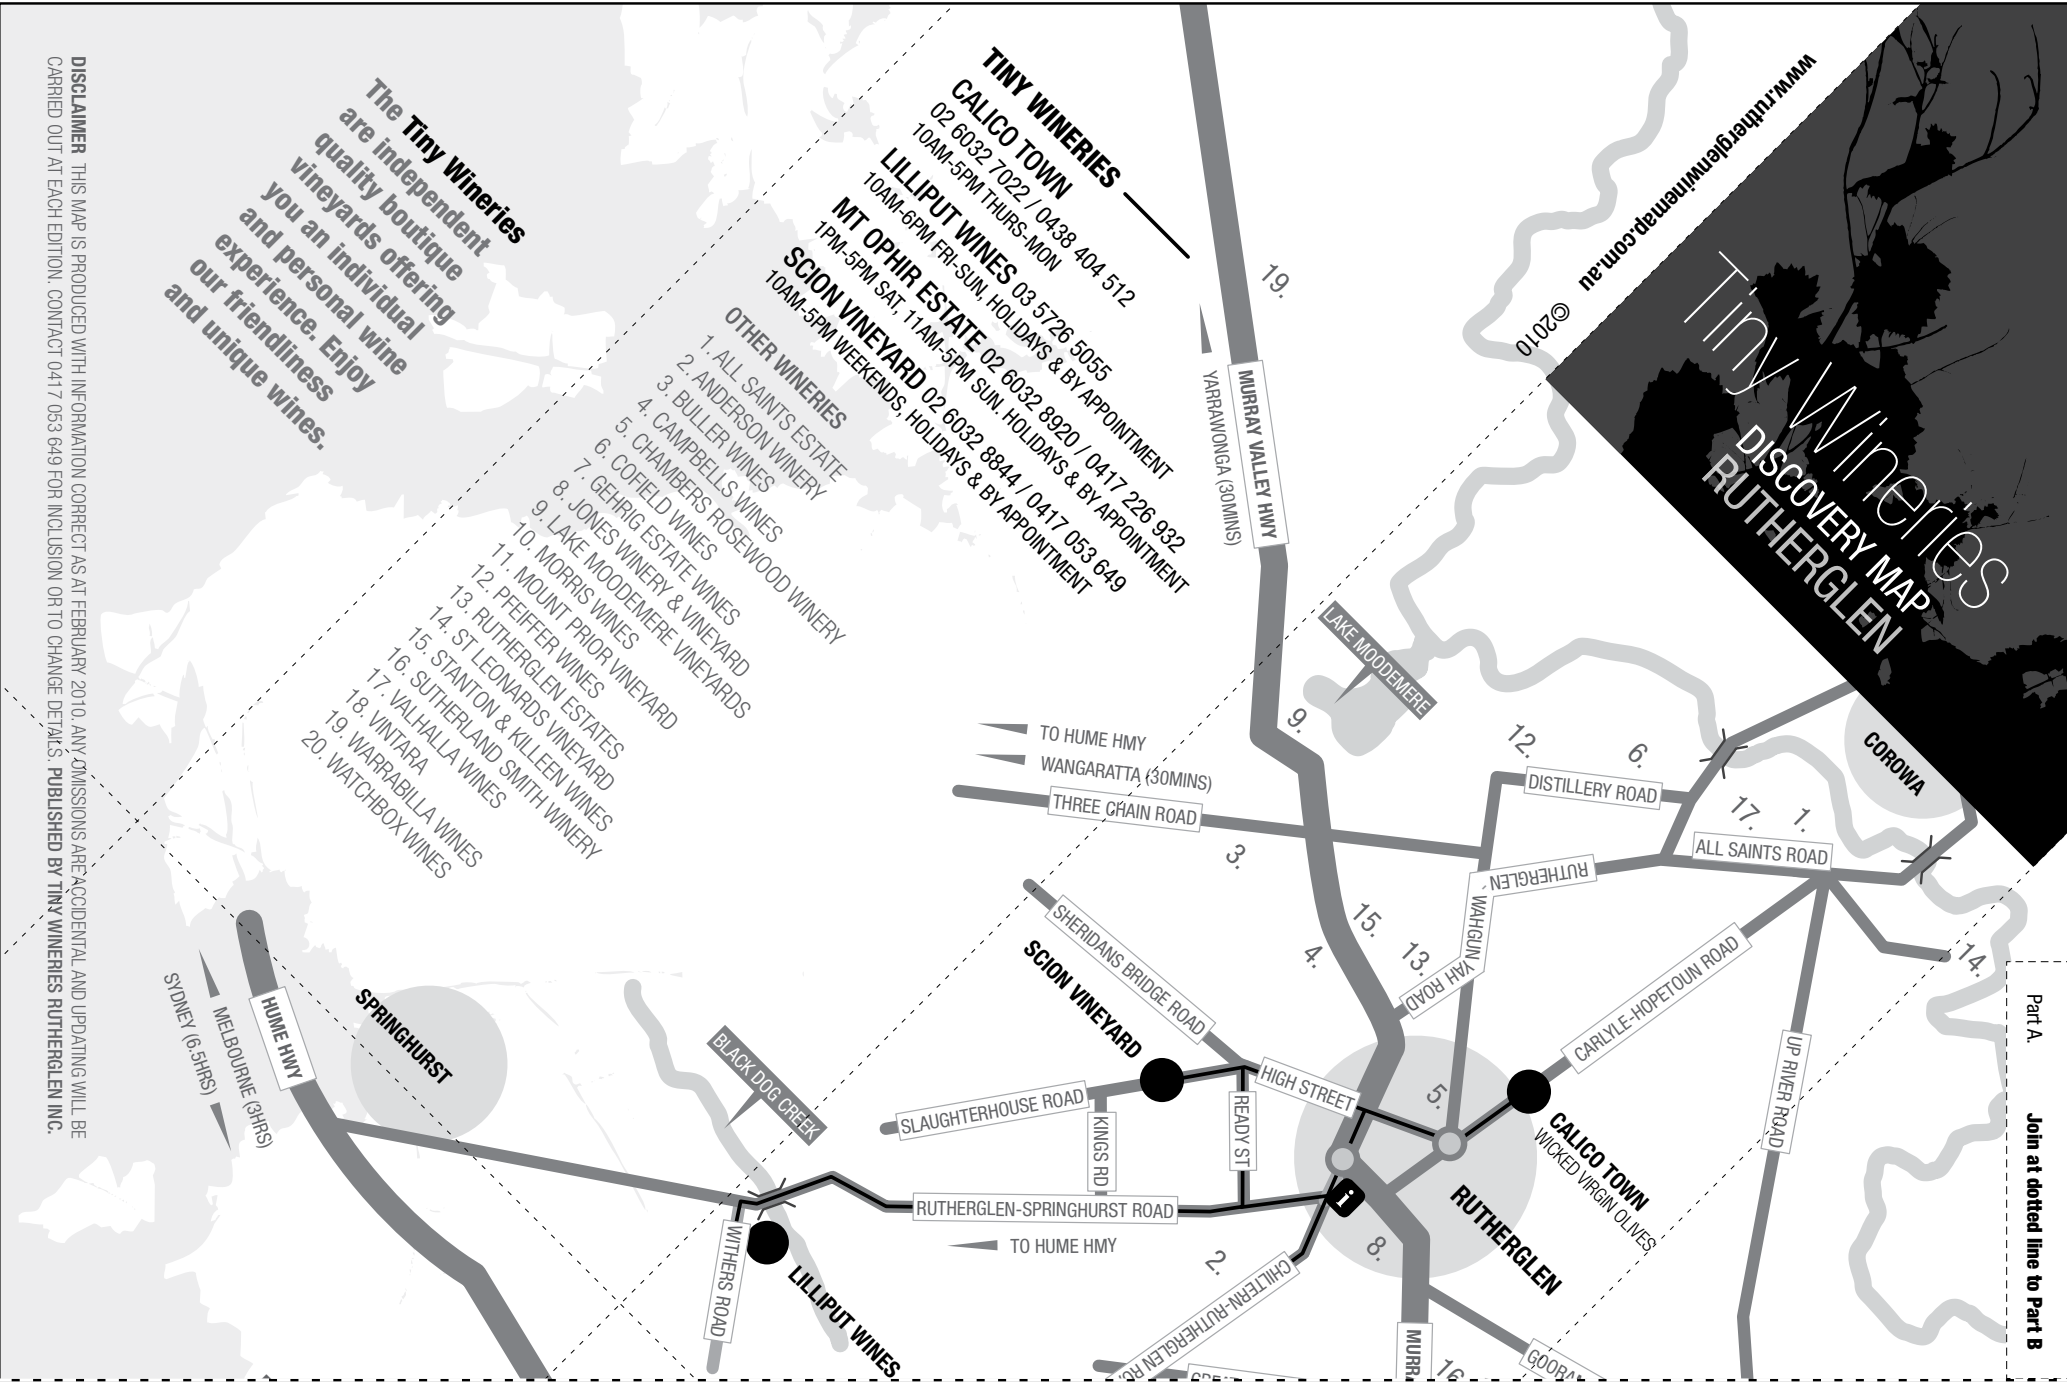 Tiny Wineries
DISCOVERY MAP
RUTHERGLEN
www.rutherglenwinemap.com.au
©2010
The Tiny Wineries
are independent
quality boutique
vineyards offering
you an individual
and personal wine
experience. Enjoy
our friendliness
and unique wines.
DISCLAIMER THIS MAP IS PRODUCED WITH INFORMATION CORRECT AS AT FEBRUARY 2010. ANY OMISSIONS ARE ACCIDENTAL AND UPDATING WILL BE
CARRIED OUT AT EACH EDITION. CONTACT 0417 053 649 FOR INCLUSION OR TO CHANGE DETAILS. PUBLISHED BY TINY WINERIES RUTHERGLEN INC.
TINY WINERIES
CALICO TOWN
02 6032 7022 / 0438 404 512
10AM-5PM THURS-MON
LILLIPUT WINES 03 5726 5055
10AM-6PM FRI-SUN, HOLIDAYS & BY APPOINTMENT
MT OPHIR ESTATE 02 6032 8920 / 0417 226 932
1PM-5PM SAT, 11AM-5PM SUN. HOLIDAYS & BY APPOINTMENT
SCION VINEYARD 02 6032 8844 / 0417 053 649
10AM-5PM WEEKENDS, HOLIDAYS & BY APPOINTMENT
OTHER WINERIES
1. ALL SAINTS ESTATE
2. ANDERSON WINERY
3. BULLER WINES
4. CAMPBELLS WINES
5. CHAMBERS ROSEWOOD WINERY
6. COFIELD WINES
7. GEHRIG ESTATE WINES
8. JONES WINERY & VINEYARD
9. LAKE MOODEMERE VINEYARDS
10. MORRIS WINES
11. MOUNT PRIOR VINEYARD
12. PFEIFFER WINES
13. RUTHERGLEN ESTATES
14. ST LEONARDS VINEYARD
15. STANTON & KILLEEN WINES
16. SUTHERLAND SMITH WINERY
17. VALHALLA WINES
18. VINTARA
19. WARRABILLA WINES
20. WATCHBOX WINES
19.
MURRAY VALLEY HWY
YARRAWONGA (30MINS)
LAKE MOODEMERE
9.
TO HUME HMY
WANGARATTA (30MINS)
THREE CHAIN ROAD
3.
12.
6.
DISTILLERY ROAD
17.
1.
ALL SAINTS ROAD
COROWA
RUTHERGLEN
- WAHGUN
YAH ROAD
15.
4.
13.
14.
SHERIDANS BRIDGE ROAD
SCION VINEYARD
CARLYLE-HOPETOUN ROAD
UP RIVER ROAD
HIGH STREET
5.
SLAUGHTERHOUSE ROAD
KINGS RD
READY ST
CALICO TOWN
WICKED VIRGIN OLIVES
RUTHERGLEN
i
8.
RUTHERGLEN-SPRINGHURST ROAD
TO HUME HMY
2.
CHILTERN-RUTHERGLEN
MURR
16
GOORA
SPRINGHURST
HUME HWY
MELBOURNE (3HRS)
SYDNEY (6.5HRS)
BLACK DOG CREEK
WITHERS ROAD
LILLIPUT WINES
Part A.
Join at dotted line to Part B